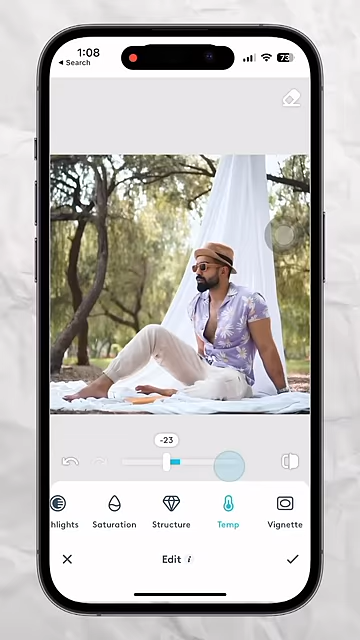 1:08
73
◂ Search
-23
hlights
Saturation
Structure
Temp
Vignette
Edit i